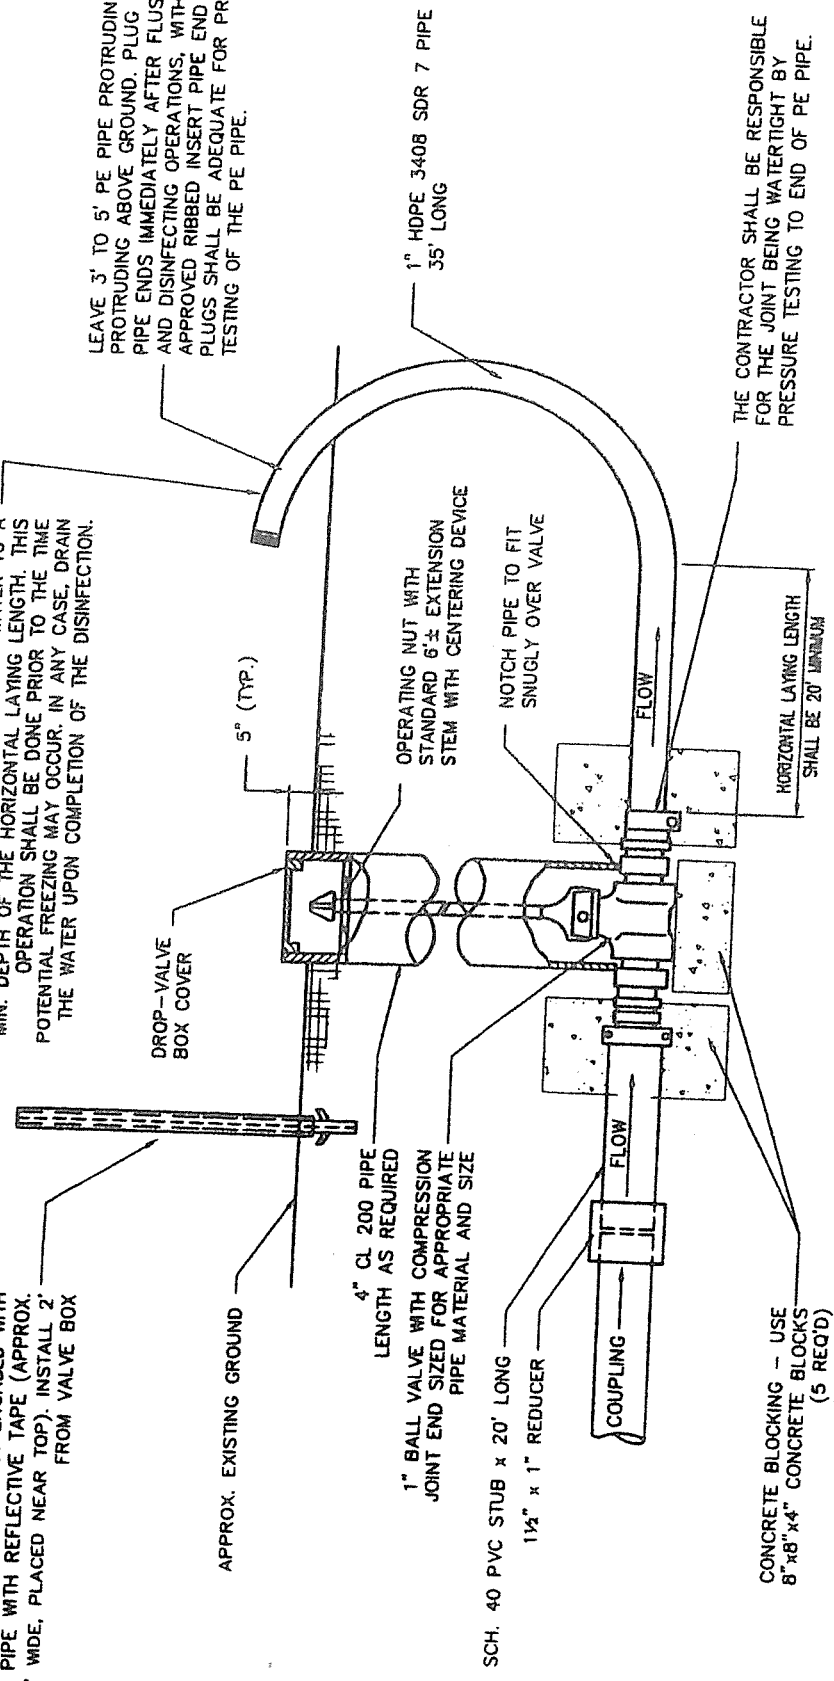 PIPE WITH REFLECTIVE TAPE (APPROX.
WIDE, PLACED NEAR TOP). INSTALL 2'
FROM VALVE BOX
MIN. DEPTH OF THE HORIZONTAL LAYING LENGTH. THIS
OPERATION SHALL BE DONE PRIOR TO THE TIME
POTENTIAL FREEZING MAY OCCUR. IN ANY CASE, DRAIN
THE WATER UPON COMPLETION OF THE DISINFECTION.
LEAVE 3' TO 5' PE PIPE PROTRUDIN
PROTRUDING ABOVE GROUND. PLUG
PIPE ENDS IMMEDIATELY AFTER FLUS
AND DISINFECTING OPERATIONS, WITH
APPROVED RIBBED INSERT PIPE END
PLUGS SHALL BE ADEQUATE FOR PR
TESTING OF THE PE PIPE.
DROP-VALVE
BOX COVER
5" (TYP.)
APPROX. EXISTING GROUND
4" CL 200 PIPE
LENGTH AS REQUIRED
OPERATING NUT WITH
STANDARD 6'± EXTENSION
STEM WITH CENTERING DEVICE
1" HDPE 3408 SDR 7 PIPE
35' LONG
1" BALL VALVE WITH COMPRESSION
JOINT END SIZED FOR APPROPRIATE
PIPE MATERIAL AND SIZE
NOTCH PIPE TO FIT
SNUGLY OVER VALVE
SCH. 40 PVC STUB x 20' LONG
1½" x 1" REDUCER
COUPLING
FLOW
FLOW
HORIZONTAL LAYING LENGTH
SHALL BE 20' MINIMUM
CONCRETE BLOCKING - USE
8"x8"x4" CONCRETE BLOCKS
(5 REQ'D)
THE CONTRACTOR SHALL BE RESPONSIBLE
FOR THE JOINT BEING WATERTIGHT BY
PRESSURE TESTING TO END OF PE PIPE.